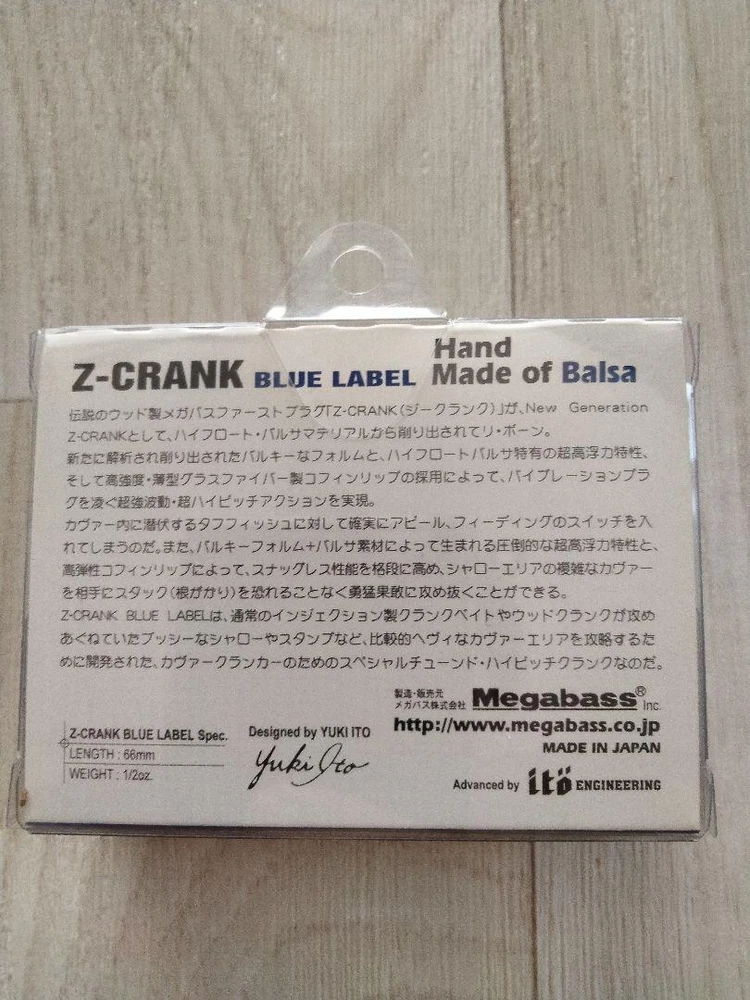 Z-CRANK BLUE LABEL Hand Made of Balsa
伝説のウッド製メガバスファーストプラグ「Z-CRANK(ジークランク)」が、New Generation
Z-CRANKとして、ハイフロート・バルサマテリアルから削り出されてリ・ボーン。
新たに解析され削り出されたバルキーなフォルムと、ハイフロートバルサ特有の超高浮力特性、
そして高強度・薄型グラスファイバー製コフィンリップの採用によって、バイブレーションプラ
グを凌ぐ超強波動・超ハイピッチアクションを実現。
カヴァー内に潜伏するタフフィッシュに対して確実にアピール、フィーディングのスイッチを入
れてしまうのだ。また、バルキーフォルム+バルサ素材によって生まれる圧倒的な超高浮力特性と、
高弾性コフィンリップによって、スナッグレス性能を格段に高め、シャローエリアの複雑なカヴァー
を相手にスタック(根がかり)を恐れることなく勇猛果敢に攻め抜くことができる。
Z-CRANK BLUE LABELは、通常のインジェクション製クランクベイトやウッドクランクが攻め
あぐねていたブッシーなシャローやスタンプなど、比較的ヘヴィなカヴァーエリアを攻略するた
めに開発された、カヴァークランカーのためのスペシャルチューンド・ハイピッチクランクなのだ。
Z-CRANK BLUE LABEL Spec.
LENGTH : 66mm
WEIGHT : 1/2oz.
Designed by YUKI ITO
Yuki Ito
製造・販売元
メガバス株式会社 Megabass® Inc.
http://www.megabass.co.jp
MADE IN JAPAN
Advanced by itö ENGINEERING